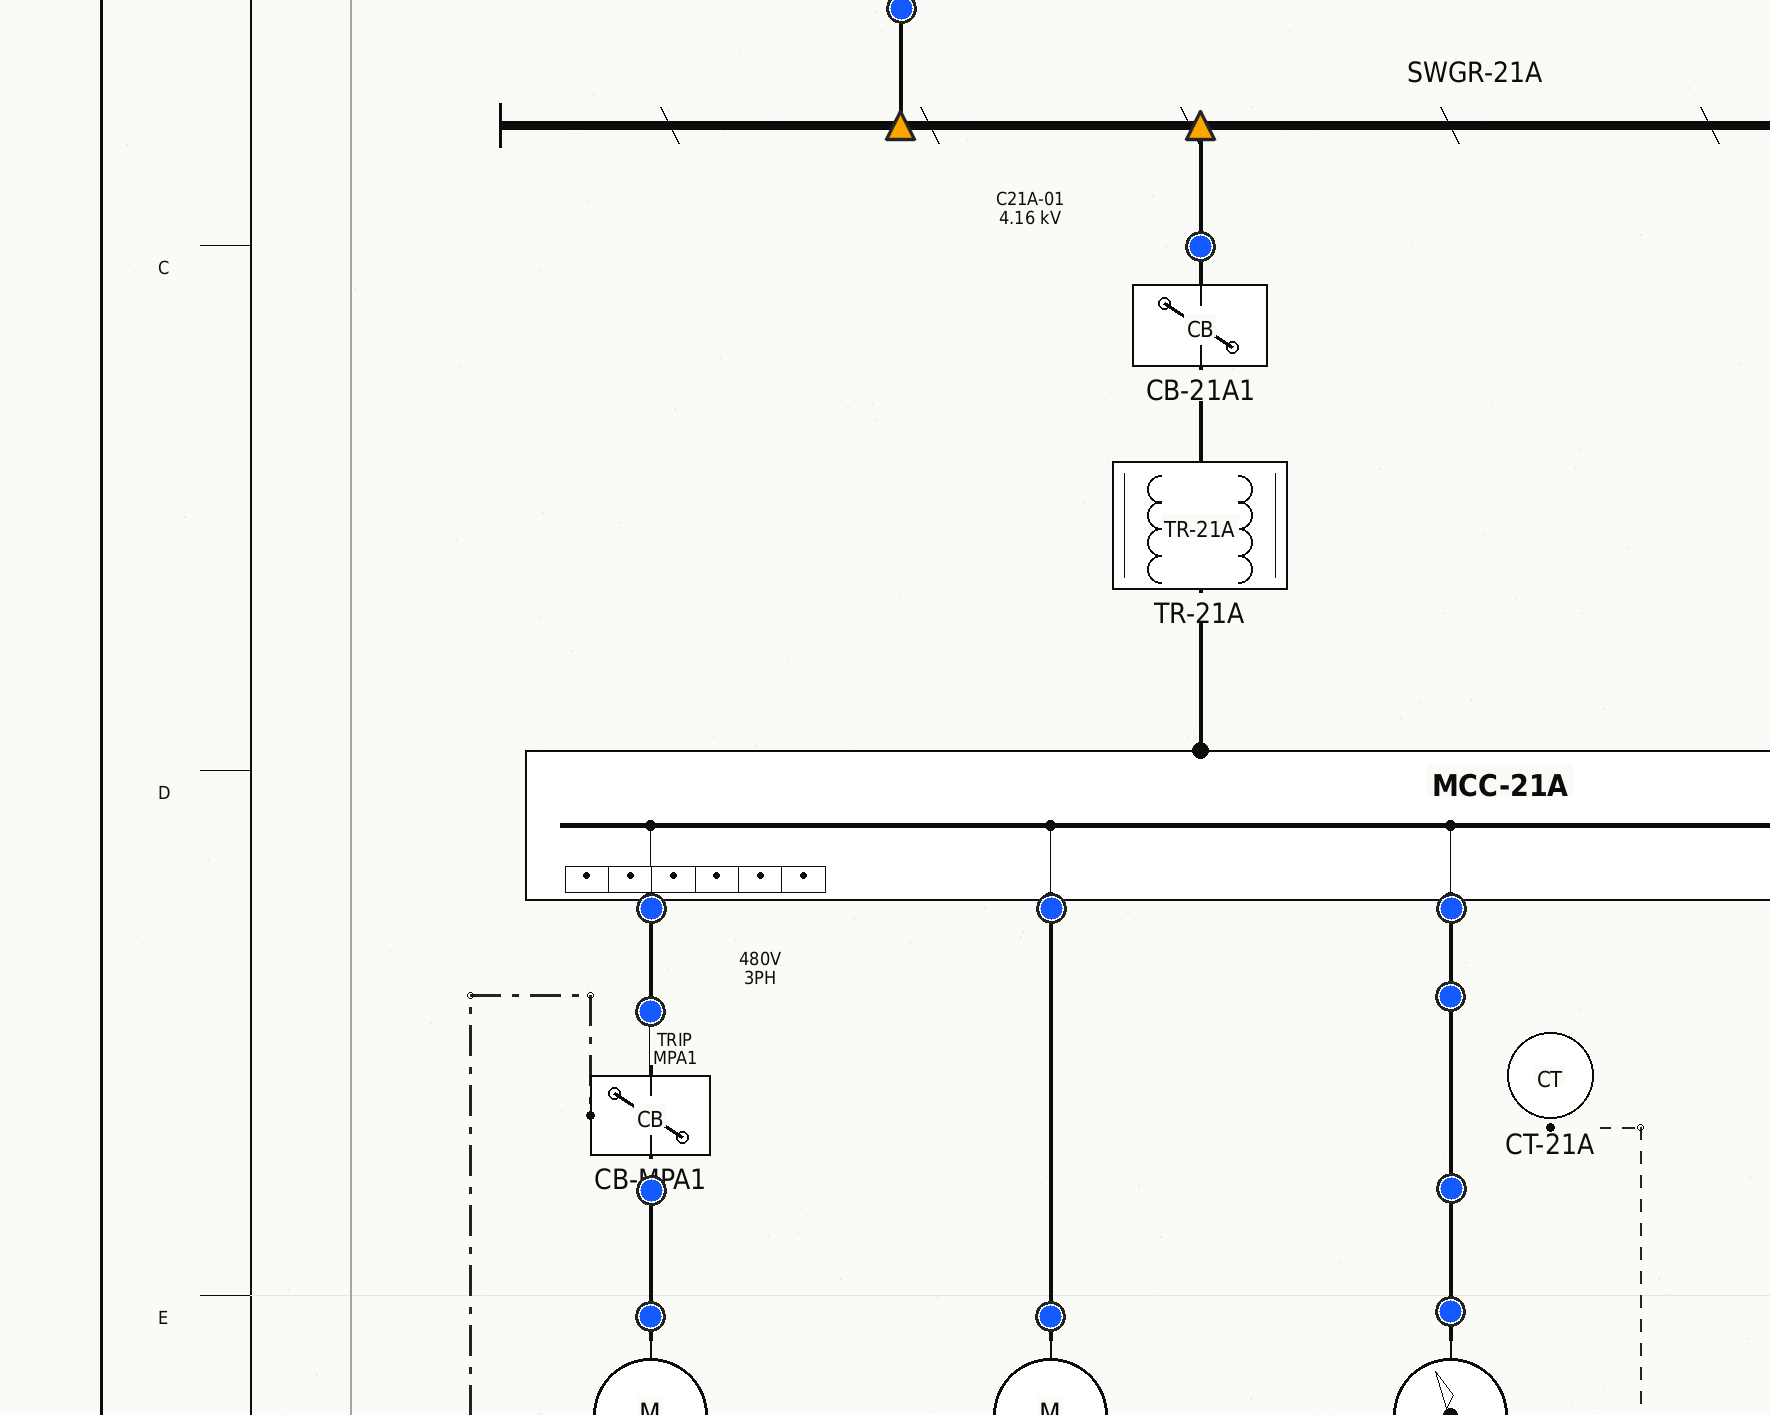 SWGR-21A
C21A-01
4.16 kV
C
CB
CB-21A1
TR-21A
TR-21A
MCC-21A
D
480V
3PH
TRIP
MPA1
CB
CB-MPA1
CT
CT-21A
E
M
M